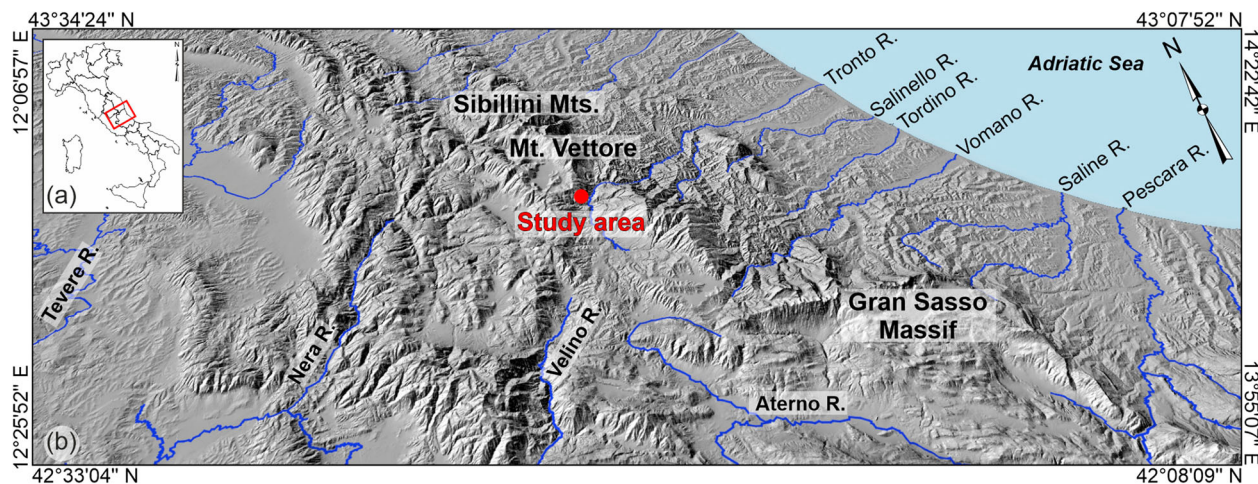 43°34'24'' N
43°07'52'' N
12°06'57'' E
14°22'42'' E
N
(a)
Sibillini Mts.
Mt. Vettore
Study area
Tronto R.
Salinello R.
Tordino R.
Vomano R.
Saline R.
Pescara R.
Adriatic Sea
N
Tevere R.
Nera R.
Velino R.
Gran Sasso
Massif
Aterno R.
12°25'52'' E
13°55'07'' E
(b)
42°33'04'' N
42°08'09'' N